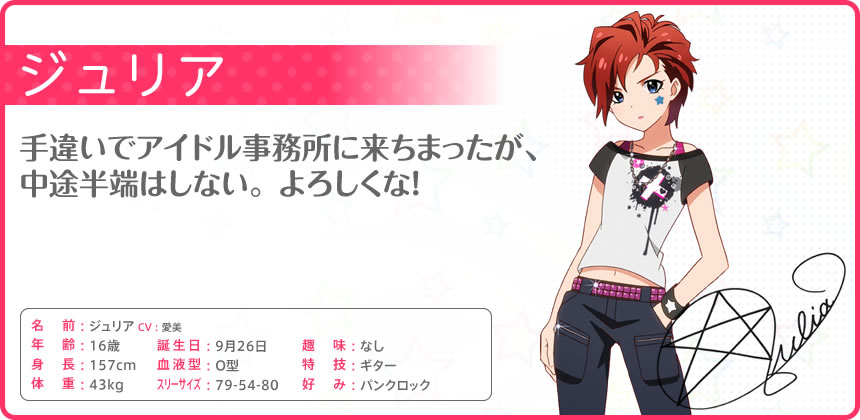 ジュリア
手違いでアイドル事務所に来ちまったが、
中途半端はしない。よろしくな!
名 前：ジュリア CV：愛美
年 齢：16歳 誕生日：9月26日 趣 味：なし
身 長：157cm 血液型：O型 特 技：ギター
体 重：43kg ｽﾘｰｻｲｽﾞ：79-54-80 好 み：パンクロック
Julia